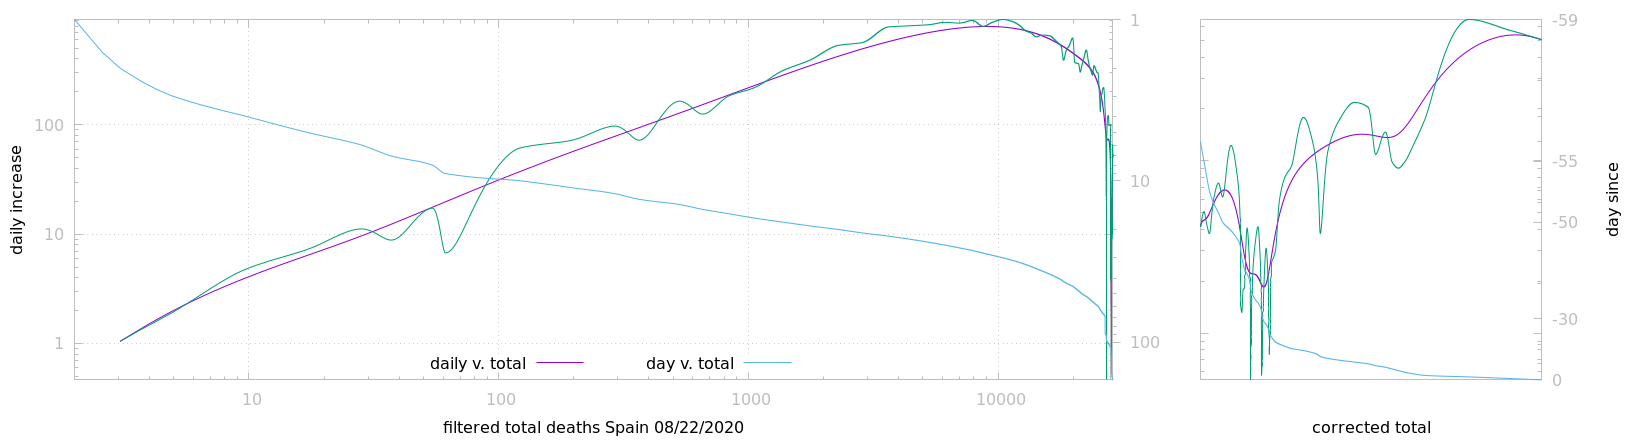 daily increase
100
10
1
10
100
1000
10000
filtered total deaths Spain 08/22/2020
daily v. total
day v. total
1
10
100
corrected total
-59
-55
-50
-30
0
day since